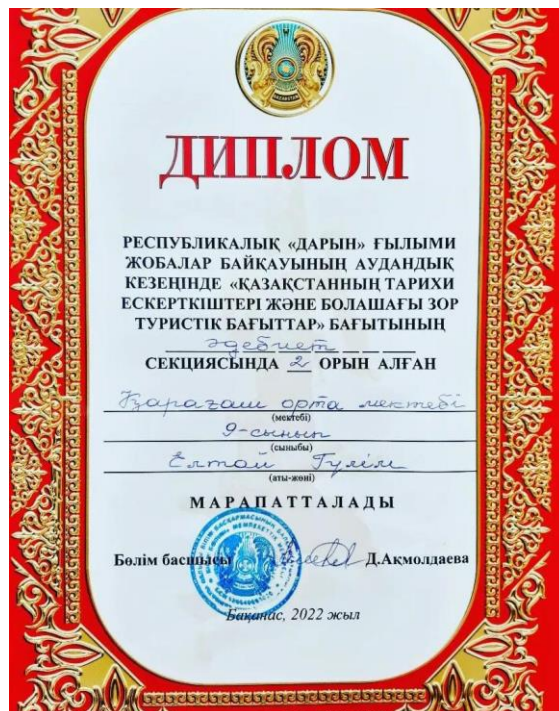 ДИПЛОМ
РЕСПУБЛИКАЛЫҚ «ДАРЫН» ҒЫЛЫМИ
ЖОБАЛАР БАЙҚАУЫНЫҢ АУДАНДЫҚ
КЕЗЕҢІНДЕ «ҚАЗАҚСТАННЫҢ ТАРИХИ
ЕСКЕРТКІШТЕРІ ЖӘНЕ БОЛАШАҒЫ ЗОР
ТУРИСТІК БАҒЫТТАР» БАҒЫТЫНЫҢ
әдебиет
СЕКЦИЯСЫНДА 2 ОРЫН АЛҒАН
Қарағаш орта мектебі
(мектебі)
9-сынып
(сыныбы)
Елтай Гүлім
(аты-жөні)
МАРАПАТТАЛАДЫ
Бөлім басшысы Д.Ақмолдаева
Бақанас, 2022 жыл